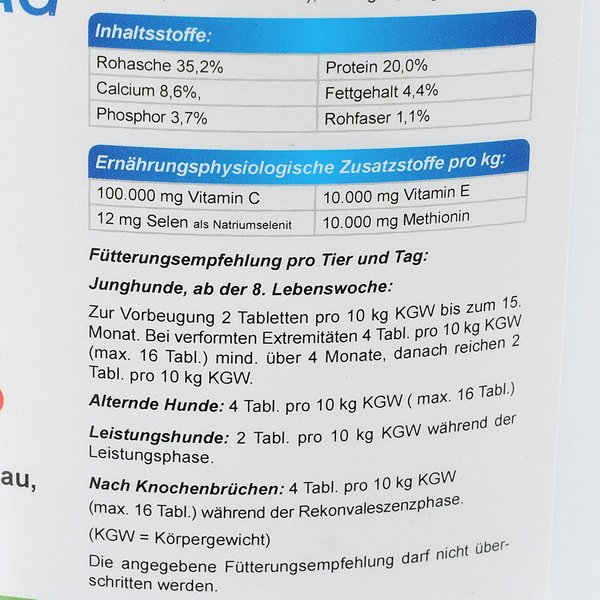 Inhaltsstoffe:
Rohasche 35,2% Protein 20,0%
Calcium 8,6%, Fettgehalt 4,4%
Phosphor 3,7% Rohfaser 1,1%
Ernährungsphysiologische Zusatzstoffe pro kg:
100.000 mg Vitamin C 10.000 mg Vitamin E
12 mg Selen als Natriumselenit 10.000 mg Methionin
Fütterungsempfehlung pro Tier und Tag:
Junghunde, ab der 8. Lebenswoche:
Zur Vorbeugung 2 Tabletten pro 10 kg KGW bis zum 15.
Monat. Bei verformten Extremitäten 4 Tabl. pro 10 kg KGW
(max. 16 Tabl.) mind. über 4 Monate, danach reichen 2
Tabl. pro 10 kg KGW.
Alternde Hunde: 4 Tabl. pro 10 kg KGW ( max. 16 Tabl.)
Leistungshunde: 2 Tabl. pro 10 kg KGW während der
Leistungsphase.
au,
Nach Knochenbrüchen: 4 Tabl. pro 10 kg KGW
(max. 16 Tabl.) während der Rekonvaleszenzphase.
(KGW = Körpergewicht)
Die angegebene Fütterungsempfehlung darf nicht über-
schritten werden.